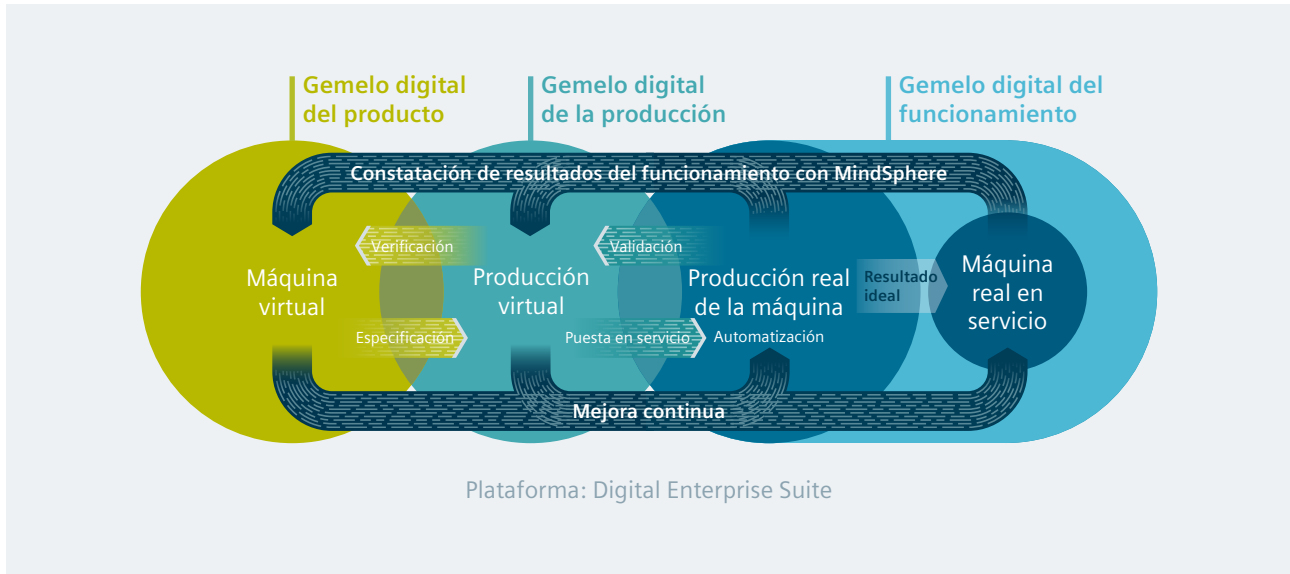 Gemelo digital
del producto
Gemelo digital
de la producción
Gemelo digital del
funcionamiento
Constatación de resultados del funcionamiento con MindSphere
Verificación
Validación
Máquina
virtual
Producción
virtual
Producción real
de la máquina
Resultado
ideal
Máquina
real en
servicio
Especificación
Puesta en servicio
Automatización
Mejora continua
Plataforma: Digital Enterprise Suite